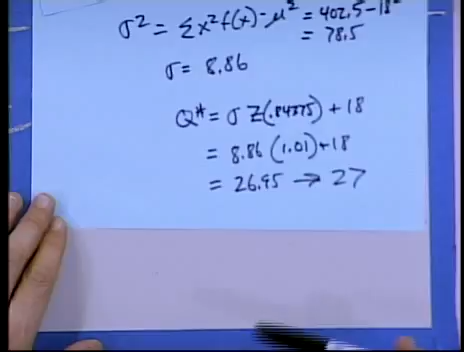 σ² = Σx²f(x) - μ² = 402.5 - 18²
= 78.5
σ = 8.86
Q* = σ Z(.84375) + 18
= 8.86 (1.01) + 18
= 26.95 → 27